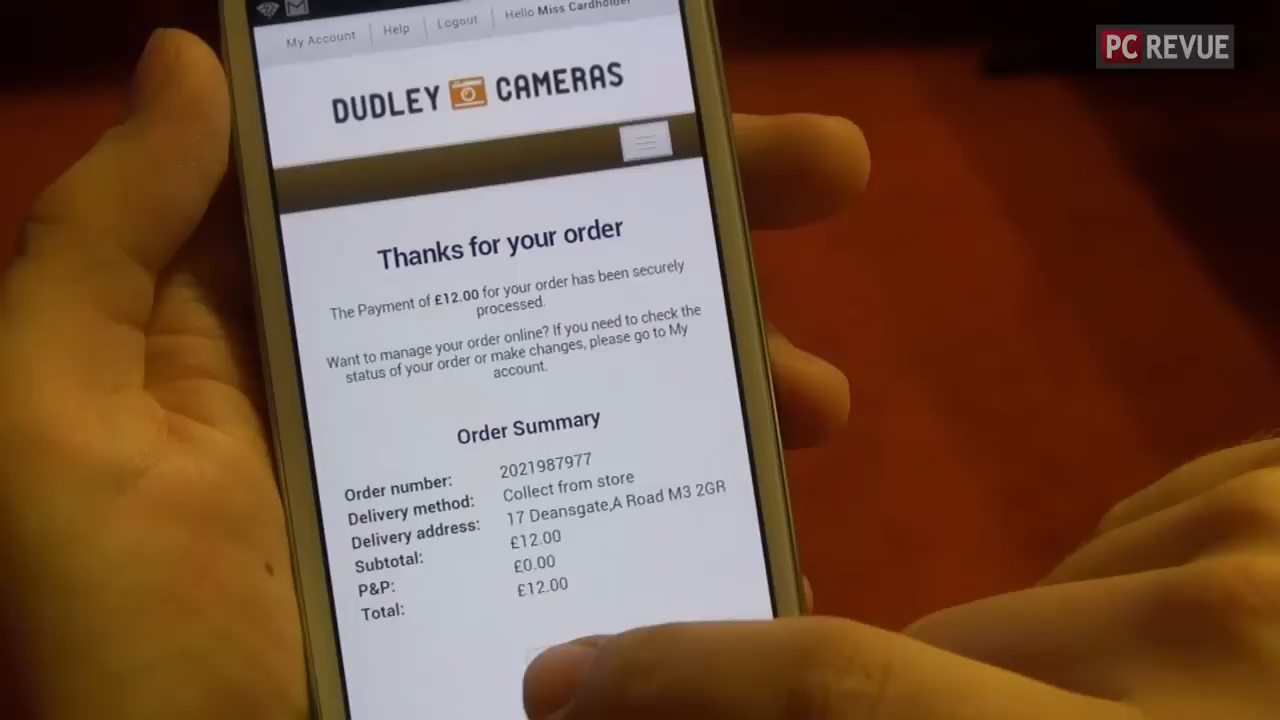 PC REVUE
My Account Help Logout Hello Miss Cardholder
DUDLEY CAMERAS
Thanks for your order
The Payment of £12.00 for your order has been securely
processed.
Want to manage your order online? If you need to check the
status of your order or make changes, please go to My
account.
Order Summary
Order number: 2021987977
Delivery method: Collect from store
Delivery address: 17 Deansgate,A Road M3 2GR
Subtotal: £12.00
P&P: £0.00
Total: £12.00